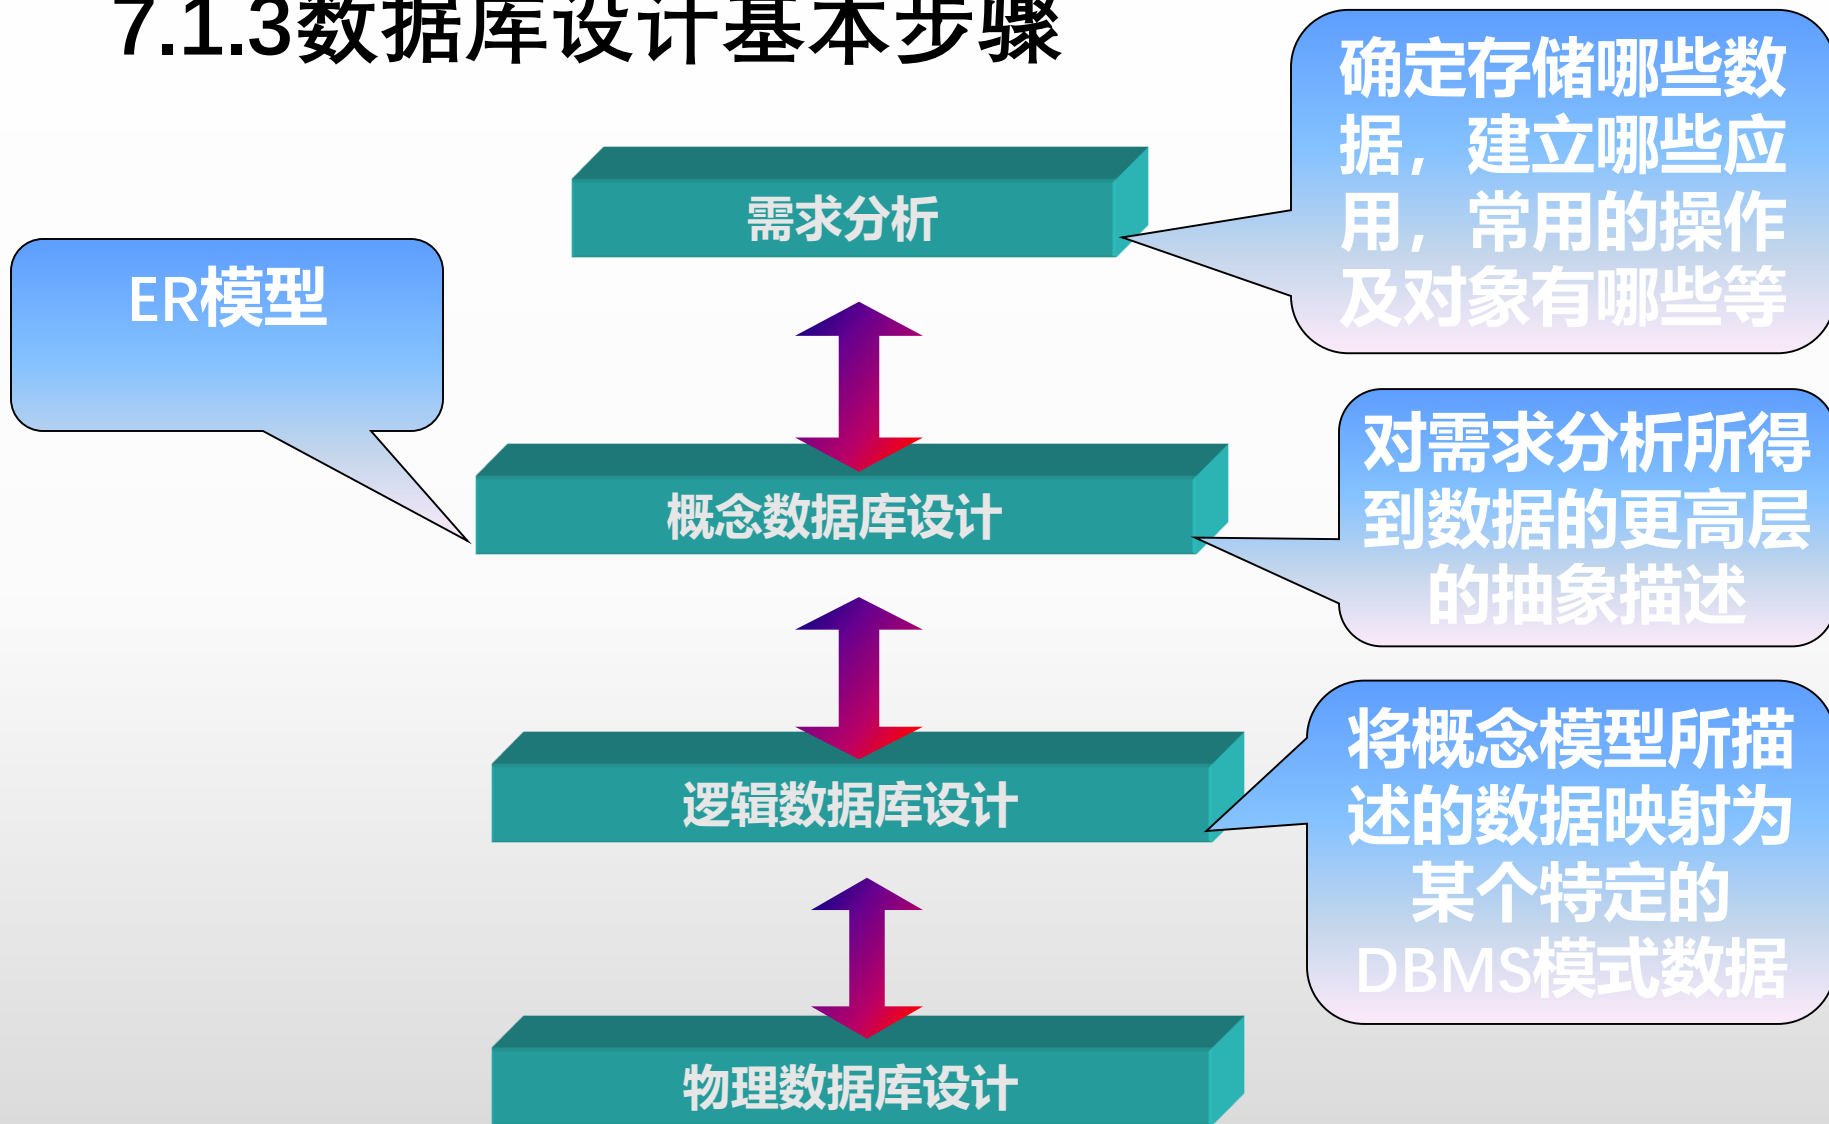 7.1.3数据库设计基本步骤
确定存储哪些数
据，建立哪些应
用，常用的操作
及对象有哪些等
需求分析
ER模型
对需求分析所得
到数据的更高层
的抽象描述
概念数据库设计
将概念模型所描
述的数据映射为
某个特定的
DBMS模式数据
逻辑数据库设计
物理数据库设计